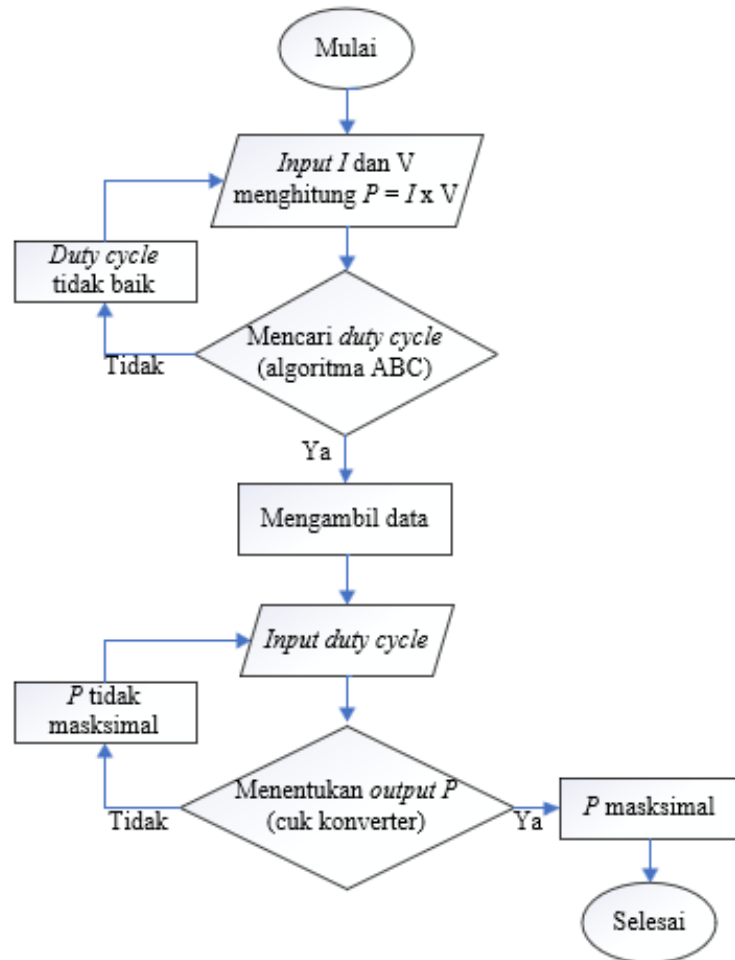 Mulai
Input I dan V
menghitung P = I x V
Duty cycle
tidak baik
Mencari duty cycle
(algoritma ABC)
Tidak
Ya
Mengambil data
Input duty cycle
P tidak
masksimal
Menentukan output P
(cuk konverter)
Tidak
Ya
P masksimal
Selesai